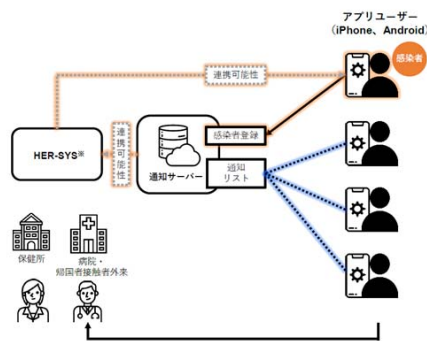 アプリユーザー
（iPhone、Android）
感染者
連携可能性
連携可能性
感染者登録
HER-SYS※
通知サーバー
通知
リスト
保健所
病院・
帰国者接触者外来